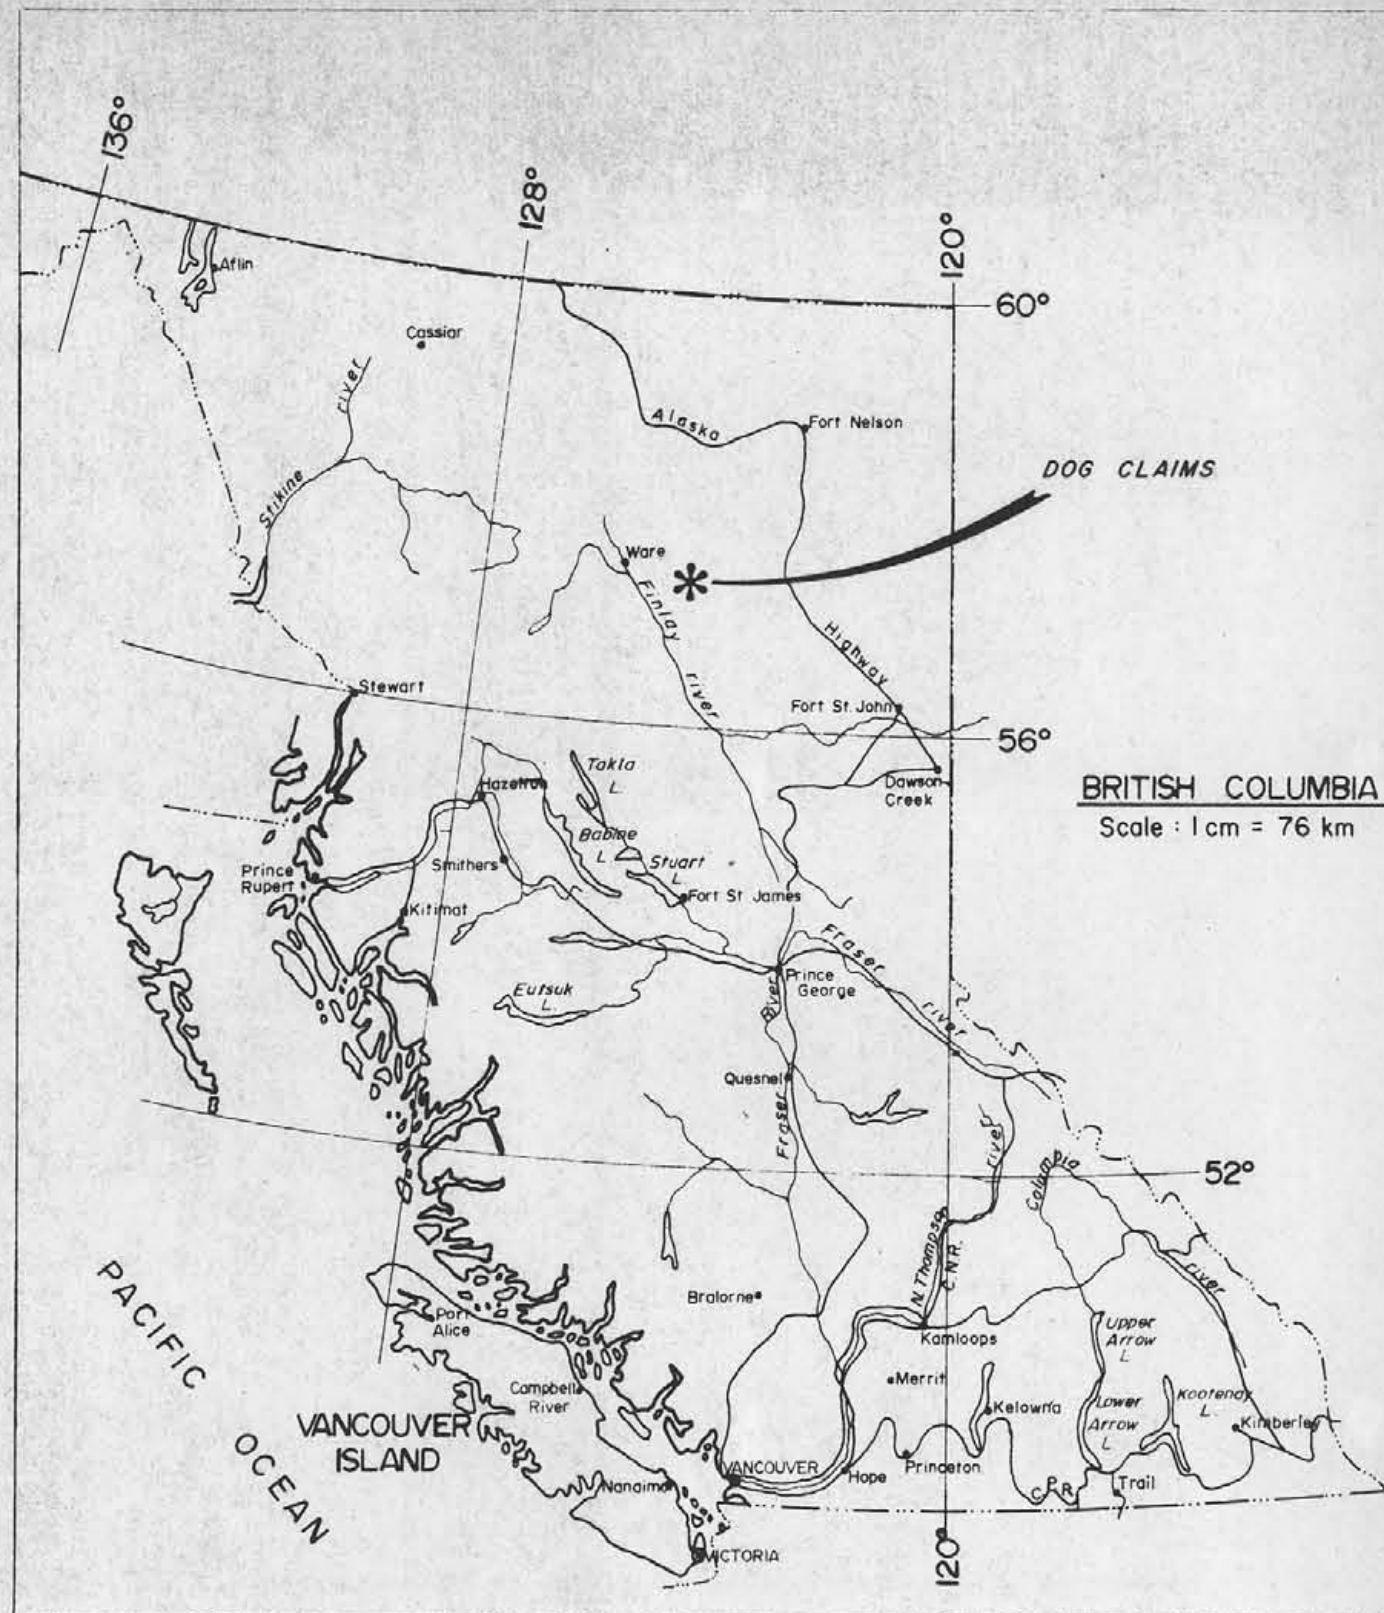 136°
128°
120°
60°
Atlin
Cassiar
Stikine river
Alaska
Fort Nelson
DOG CLAIMS
Ware
Finlay river
Highway
Stewart
Fort St. John
56°
Takla
L.
Hazelton
Dawson
Creek
BRITISH COLUMBIA
Scale : 1 cm = 76 km
Babine
L.
Stuart
L.
Smithers
Prince
Rupert
Kitimat
Fort St James
Fraser river
Prince
George
Eutsuk
L.
River
Quesnel
Fraser
river
52°
Columbia
river
N. Thompson
C.N.R.
Bralorne
Port
Alice
Kamloops
Upper
Arrow
L.
Merrit
Campbell
River
Kelowna
Lower
Arrow
L.
Kootenay
L.
Kimberley
PACIFIC
OCEAN
VANCOUVER
ISLAND
VANCOUVER
Hope
Princeton
Nanaimo
C.P.R.
Trail
VICTORIA
120°